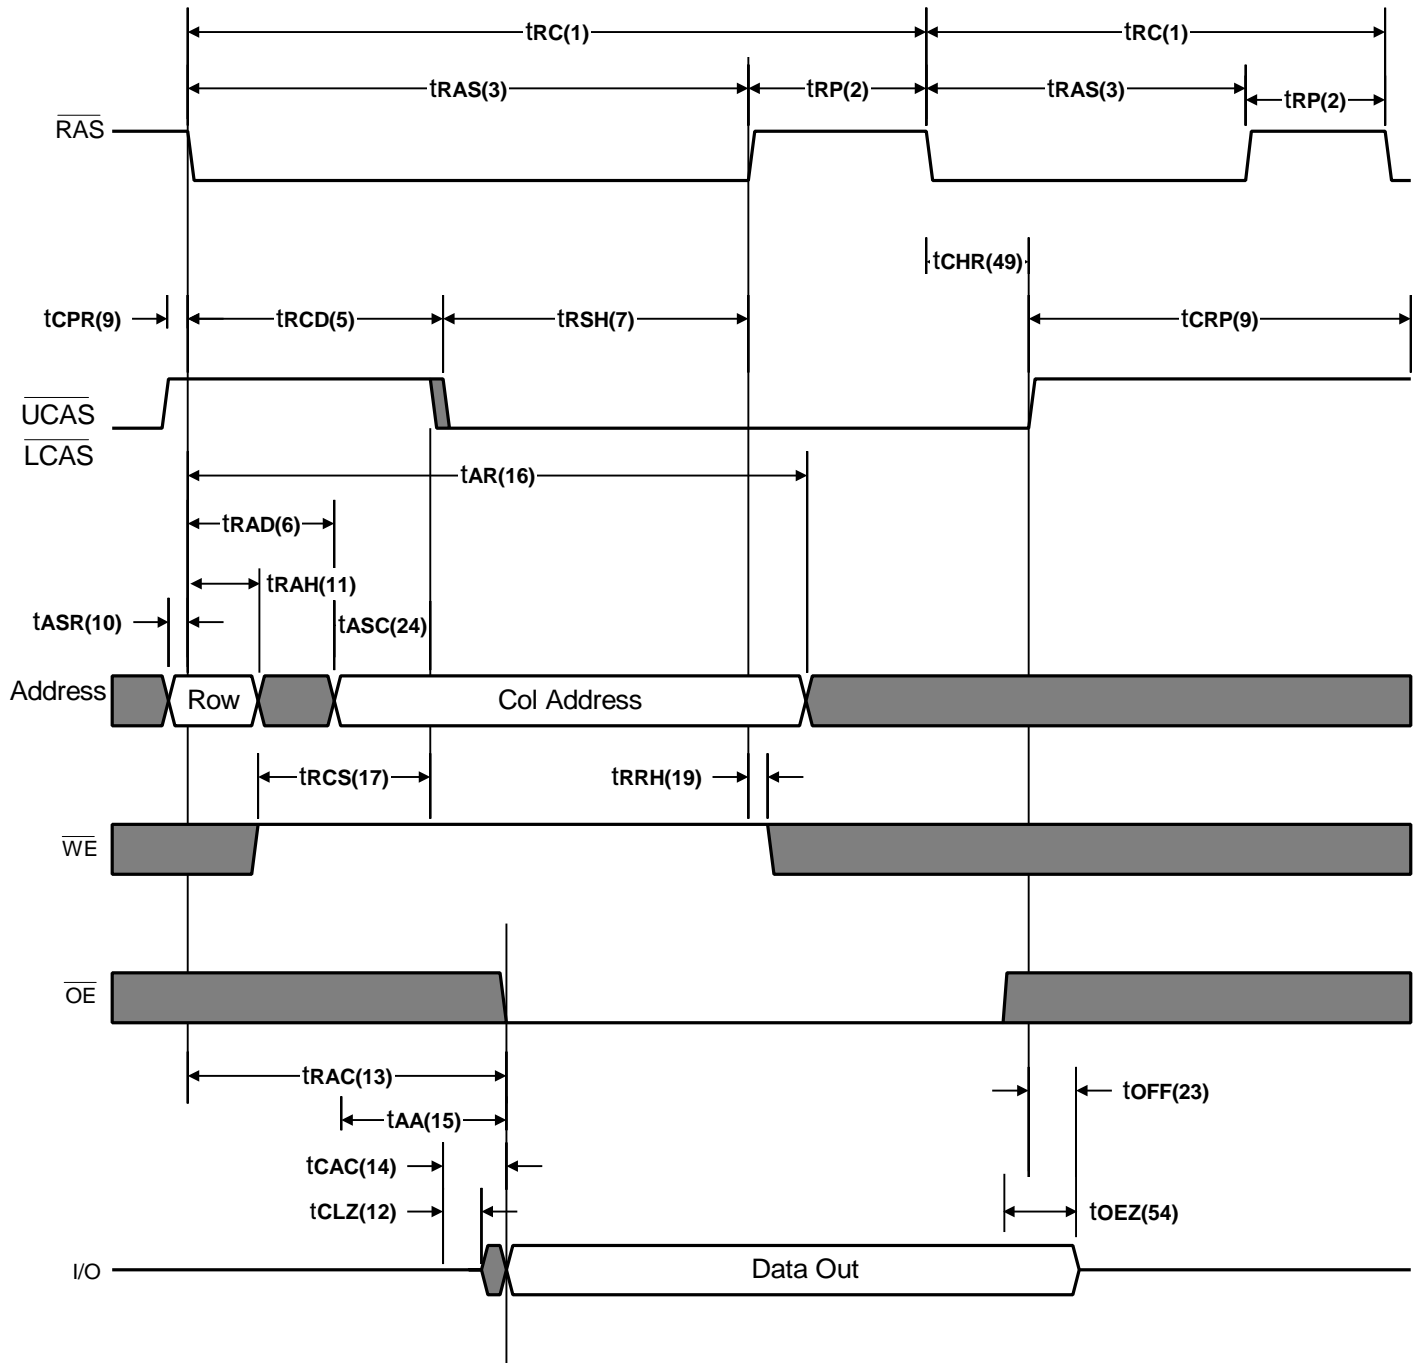 tRC(1) tRC(1)
tRAS(3) tRP(2) tRAS(3) tRP(2)
RAS
tCHR(49)
tCPR(9) tRCD(5) tRSH(7) tCRP(9)
UCAS
LCAS
tAR(16)
tRAD(6)
tRAH(11)
tASR(10) tASC(24)
Address Row Col Address
tRCS(17) tRRH(19)
WE
OE
tRAC(13) tOFF(23)
tAA(15)
tCAC(14)
tCLZ(12) tOEZ(54)
I/O Data Out